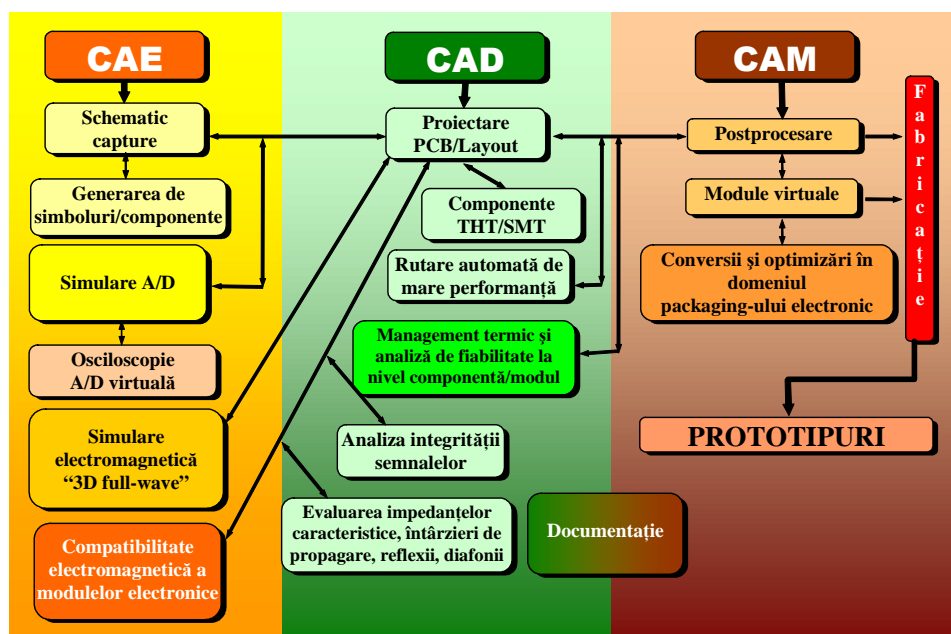 CAE
Schematic
capture
Generarea de
simboluri/componente
Simulare A/D
Osciloscopie
A/D virtuală
Simulare
electromagnetică
“3D full-wave”
Compatibilitate
electromagnetică a
modulelor electronice
CAD
Proiectare
PCB/Layout
Componente
THT/SMT
Rutare automată de
mare performanță
Management termic și
analiză de fiabilitate la
nivel componentă/modul
Analiza integrității
semnalelor
Evaluarea impedanțelor
caracteristice, întârzieri de
propagare, reflexii, diafonii
Documentație
CAM
Postprocesare
Module virtuale
Conversii și optimizări în
domeniul
packaging-ului electronic
Fabricație
PROTOTIPURI